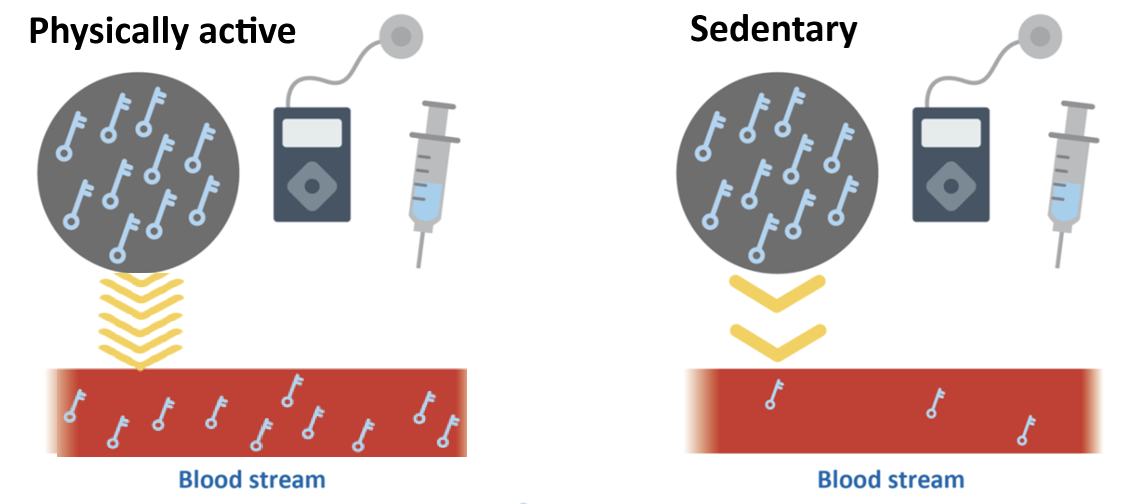 Physically active
Sedentary
Blood stream
Blood stream